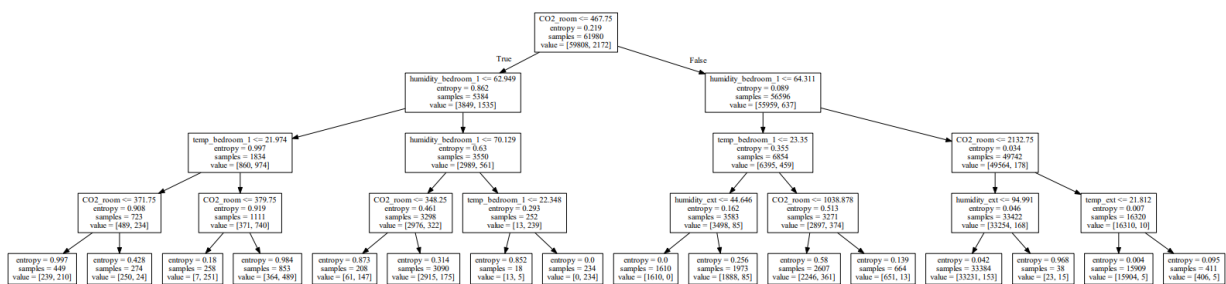 CO2_room <= 467.75
entropy = 0.219
samples = 61980
value = [59808, 2172]
True
False
humidity_bedroom_1 <= 62.949
entropy = 0.862
samples = 5384
value = [3849, 1535]
humidity_bedroom_1 <= 64.311
entropy = 0.089
samples = 56596
value = [55959, 637]
temp_bedroom_1 <= 21.974
entropy = 0.997
samples = 1834
value = [860, 974]
humidity_bedroom_1 <= 70.129
entropy = 0.63
samples = 3550
value = [2989, 561]
temp_bedroom_1 <= 23.35
entropy = 0.355
samples = 6854
value = [6395, 459]
CO2_room <= 2132.75
entropy = 0.034
samples = 49742
value = [49564, 178]
CO2_room <= 371.75
entropy = 0.908
samples = 723
value = [489, 234]
CO2_room <= 379.75
entropy = 0.919
samples = 1111
value = [371, 740]
CO2_room <= 348.25
entropy = 0.461
samples = 3298
value = [2976, 322]
temp_bedroom_1 <= 22.348
entropy = 0.293
samples = 252
value = [13, 239]
humidity_ext <= 44.646
entropy = 0.162
samples = 3583
value = [3498, 85]
CO2_room <= 1038.878
entropy = 0.513
samples = 3271
value = [2897, 374]
humidity_ext <= 94.991
entropy = 0.046
samples = 33422
value = [33254, 168]
temp_ext <= 21.812
entropy = 0.007
samples = 16320
value = [16310, 10]
entropy = 0.997
samples = 449
value = [239, 210]
entropy = 0.428
samples = 274
value = [250, 24]
entropy = 0.18
samples = 258
value = [7, 251]
entropy = 0.984
samples = 853
value = [364, 489]
entropy = 0.873
samples = 208
value = [61, 147]
entropy = 0.314
samples = 3090
value = [2915, 175]
entropy = 0.852
samples = 18
value = [13, 5]
entropy = 0.0
samples = 234
value = [0, 234]
entropy = 0.0
samples = 1610
value = [1610, 0]
entropy = 0.256
samples = 1973
value = [1888, 85]
entropy = 0.58
samples = 2607
value = [2246, 361]
entropy = 0.139
samples = 664
value = [651, 13]
entropy = 0.042
samples = 33384
value = [33231, 153]
entropy = 0.968
samples = 38
value = [23, 15]
entropy = 0.004
samples = 15909
value = [15904, 5]
entropy = 0.095
samples = 411
value = [406, 5]